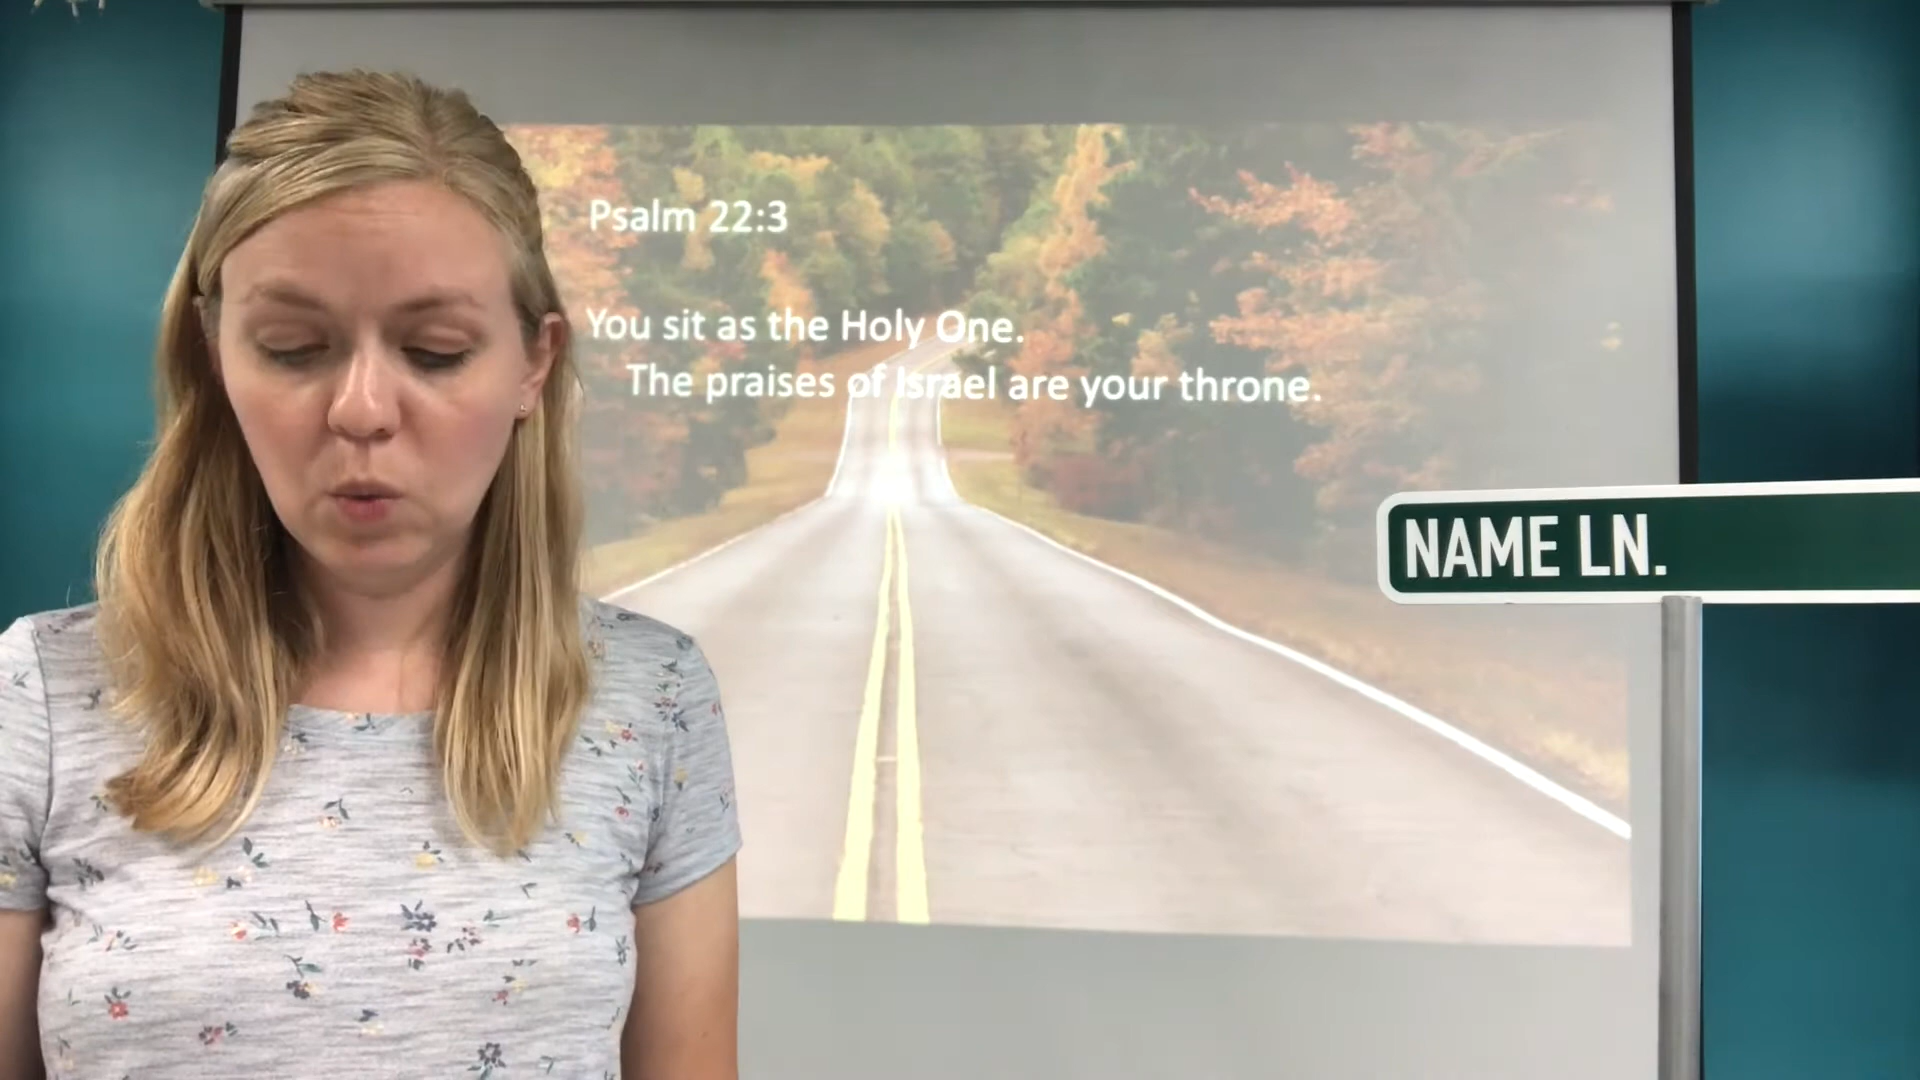 Psalm 22:3
You sit as the Holy One.
The praises of Israel are your throne.
NAME LN.